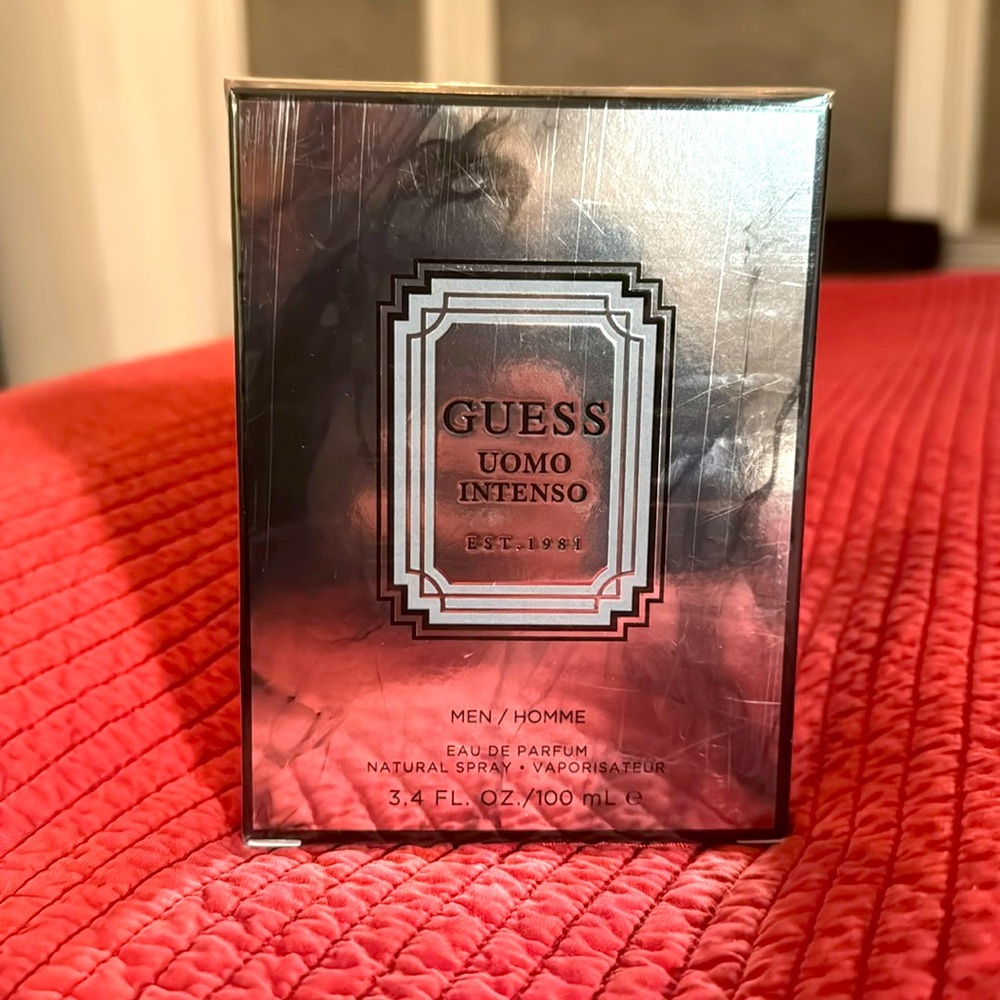 GUESS
UOMO
INTENSO
EST.1981
MEN / HOMME
EAU DE PARFUM
NATURAL SPRAY • VAPORISATEUR
3.4 FL. OZ./100 mL ℮